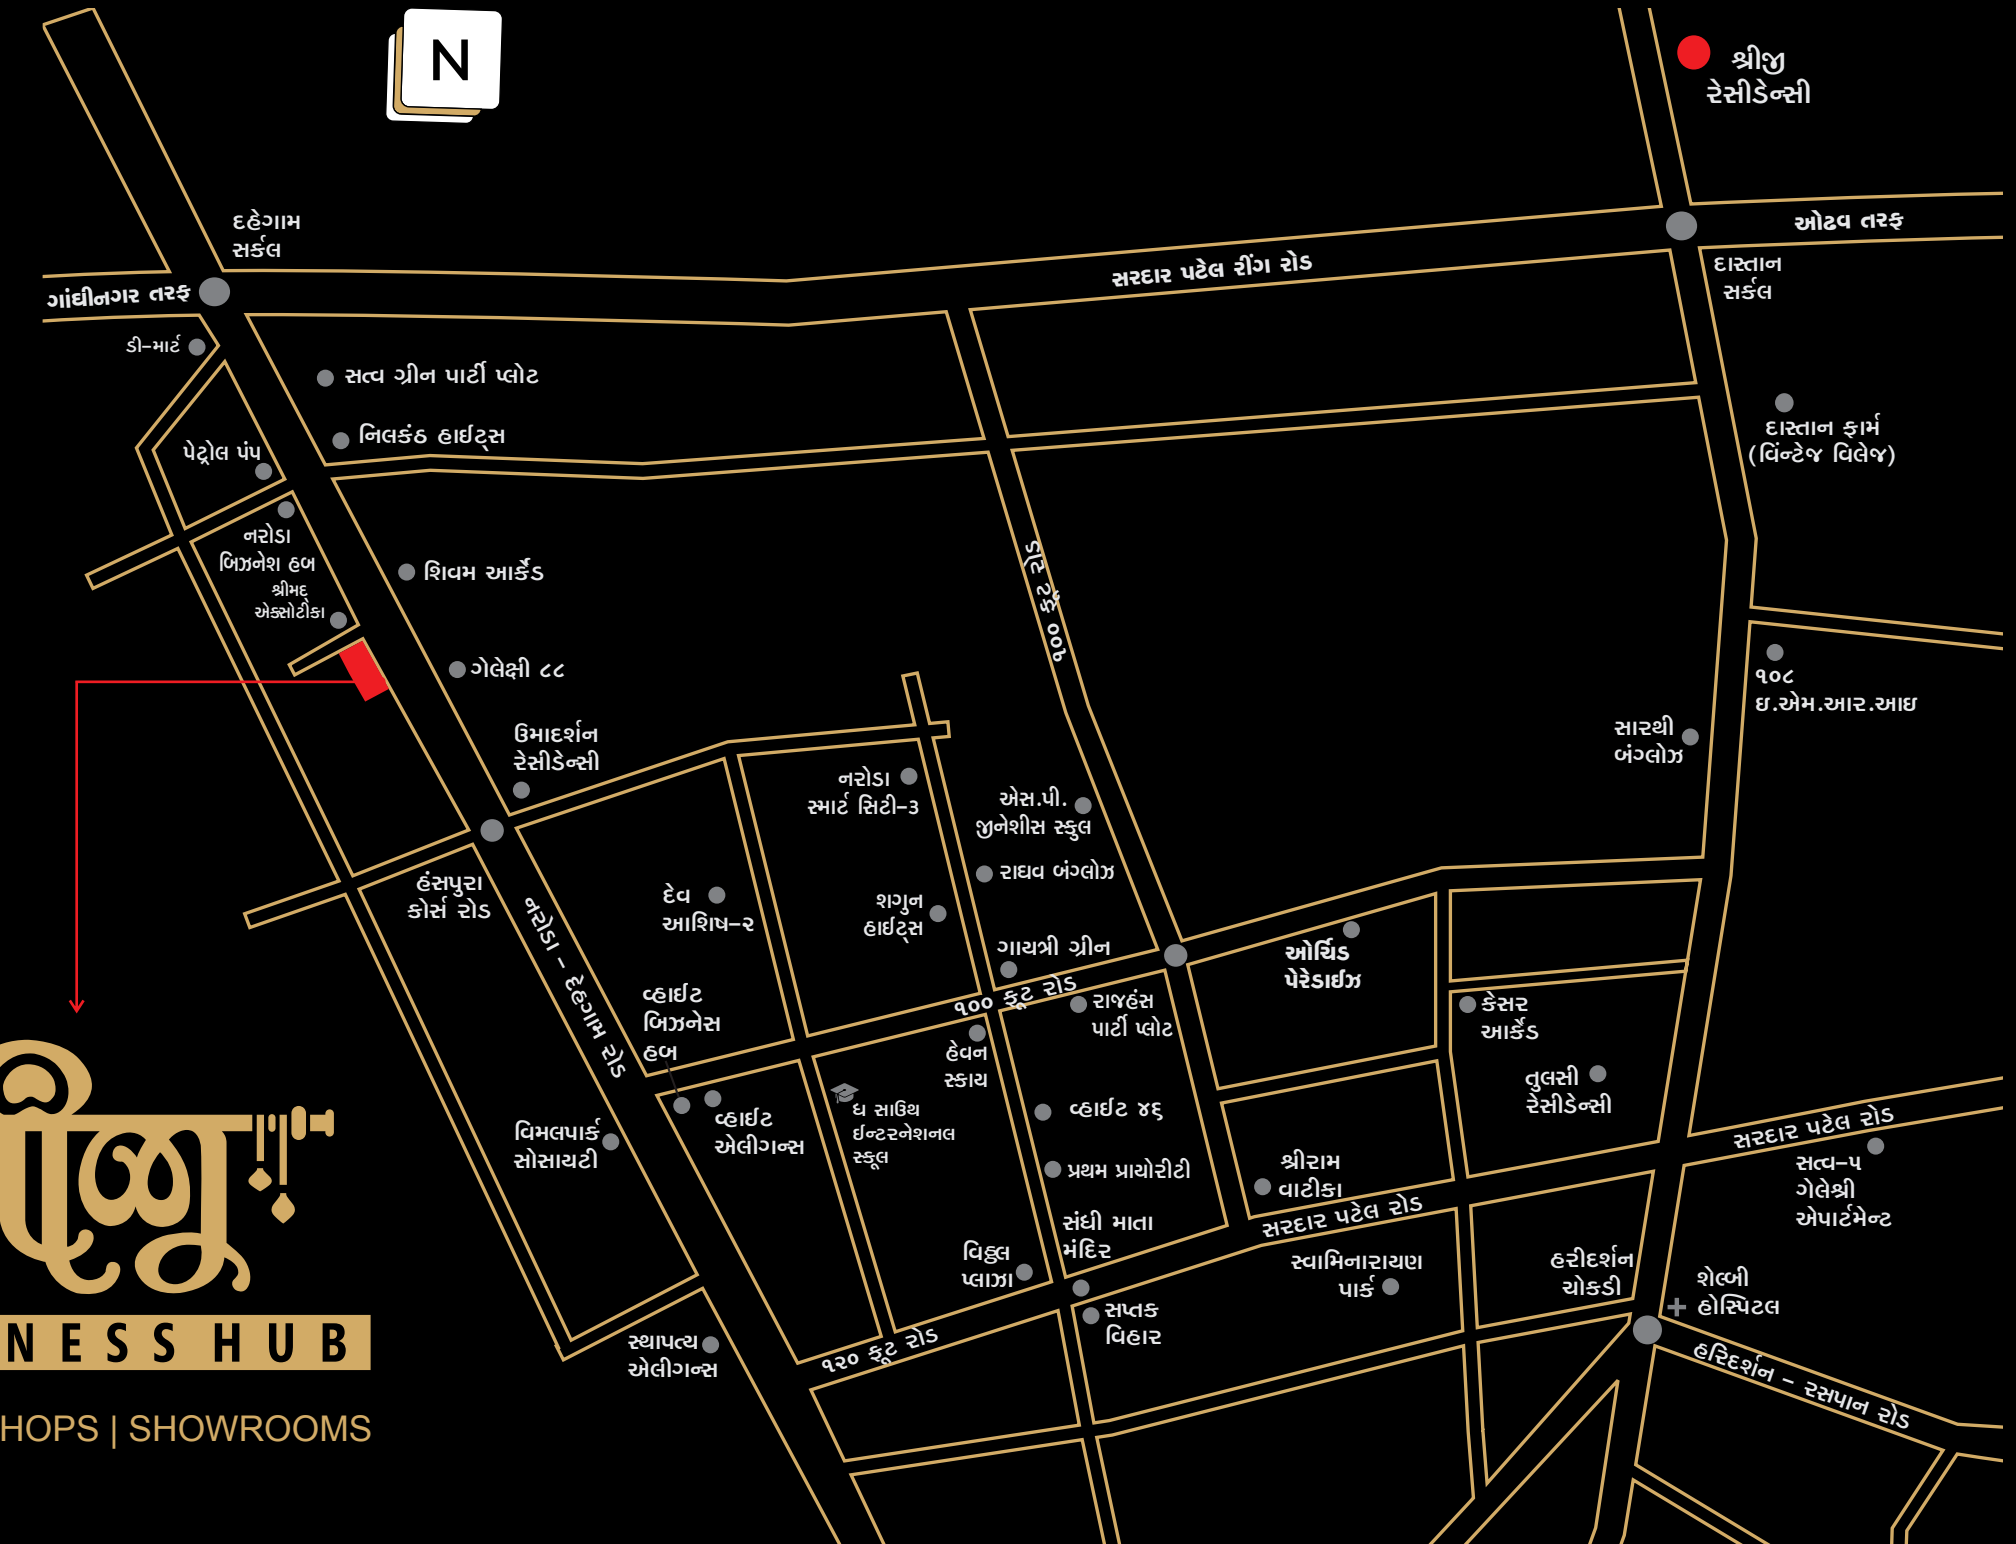 N
શ્રીજી
રેસીડેન્સી
દહેગામ
સર્કલ
ઓઢવ તરફ
સરદાર પટેલ રીંગ રોડ
દાસ્તાન
સર્કલ
ગાંધીનગર તરફ
ડી-માર્ટ
સત્વ ગ્રીન પાર્ટી પ્લોટ
નિલકંઠ હાઈટ્સ
પેટ્રોલ પંપ
દાસ્તાન ફાર્મ
(વિંન્ટેજ વિલેજ)
નરોડા
બિઝનેશ હબ
શ્રીમદ્
એક્સોટીકા
શિવમ આર્કેડ
૧૦૦ ફૂટ રોડ
ગેલેક્ષી ૮૮
૧૦૮
ઇ.એમ.આર.આઇ
સારથી
બંગ્લોઝ
ઉમાદર્શન
રેસીડેન્સી
નરોડા
સ્માર્ટ સિટી-૩
એસ.પી.
જીનેશીસ સ્કુલ
રાઘવ બંગ્લોઝ
હંસપુરા
કોર્સ રોડ
દેવ
આશિષ-૨
શગુન
હાઈટ્સ
ગાયત્રી ગ્રીન
ઓર્ચિડ
પેરેડાઈઝ
નરોડા - દેહગામ રોડ
વ્હાઈટ
બિઝનેસ
હબ
૧૦૦ ફૂટ રોડ
રાજહંસ
પાર્ટી પ્લોટ
કેસર
આર્કેડ
હેવન
સ્કાય
તુલસી
રેસીડેન્સી
વ્હાઈટ
એલીગન્સ
ધ સાઉથ
ઈન્ટરનેશનલ
સ્કૂલ
વ્હાઈટ ૪૬
વિમલપાર્ક
સોસાયટી
પ્રથમ પ્રાયોરીટી
શ્રીરામ
વાટીકા
સરદાર પટેલ રોડ
સત્વ-૫
ગેલેશ્રી
એપાર્ટમેન્ટ
સરદાર પટેલ રોડ
સંધી માતા
મંદિર
વિઠ્ઠલ
પ્લાઝા
સ્વામિનારાયણ
પાર્ક
હરીદર્શન
ચોકડી
શેલ્બી
હોસ્પિટલ
સપ્તક
વિહાર
સ્થાપત્ય
એલીગન્સ
૧૨૦ ફૂટ રોડ
હરિદર્શન - રસપાન રોડ
NESS HUB
HOPS | SHOWROOMS